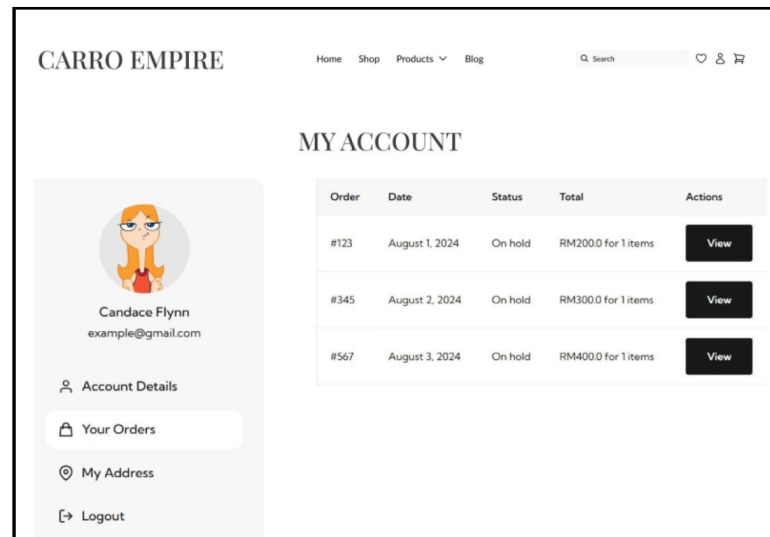 CARRO EMPIRE
Home Shop Products Blog
Search
MY ACCOUNT
Candace Flynn
example@gmail.com
Account Details
Your Orders
My Address
Logout
Order Date Status Total Actions
#123 August 1, 2024 On hold RM200.0 for 1 items View
#345 August 2, 2024 On hold RM300.0 for 1 items View
#567 August 3, 2024 On hold RM400.0 for 1 items View